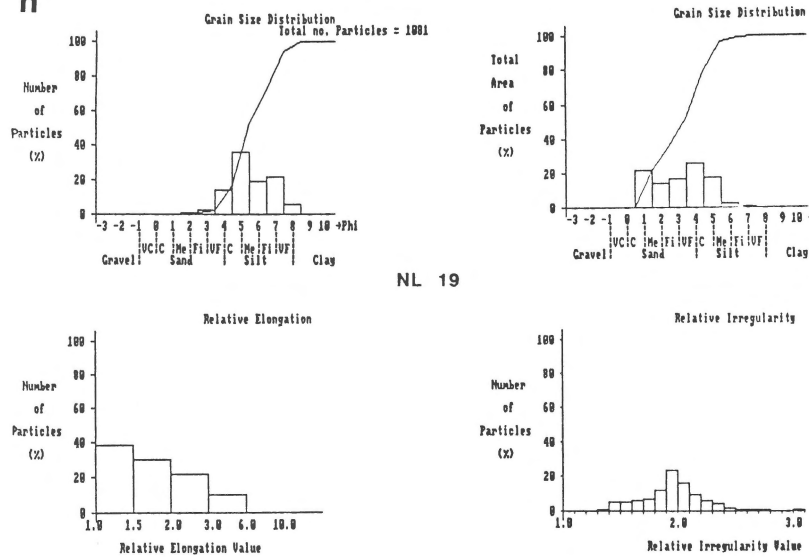 n
Grain Size Distribution
Total no. Particles = 1001
100
80
60
40
20
0
Number
of
Particles
(%)
-3 -2 -1 0 1 2 3 4 5 6 7 8 9 10 →Phi
VC C Me Fi VF C Me Fi VF
Gravel Sand Silt Clay
Grain Size Distribution
100
80
60
40
20
0
Total
Area
of
Particles
(%)
-3 -2 -1 0 1 2 3 4 5 6 7 8 9 10
VC C Me Fi VF C Me Fi VF
Gravel Sand Silt Clay
NL 19
Relative Elongation
100
80
60
40
20
0
Number
of
Particles
(%)
1.0 1.5 2.0 3.0 6.0 10.0
Relative Elongation Value
Relative Irregularity
100
80
60
40
20
0
Number
of
Particles
(%)
1.0 2.0 3.0
Relative Irregularity Value